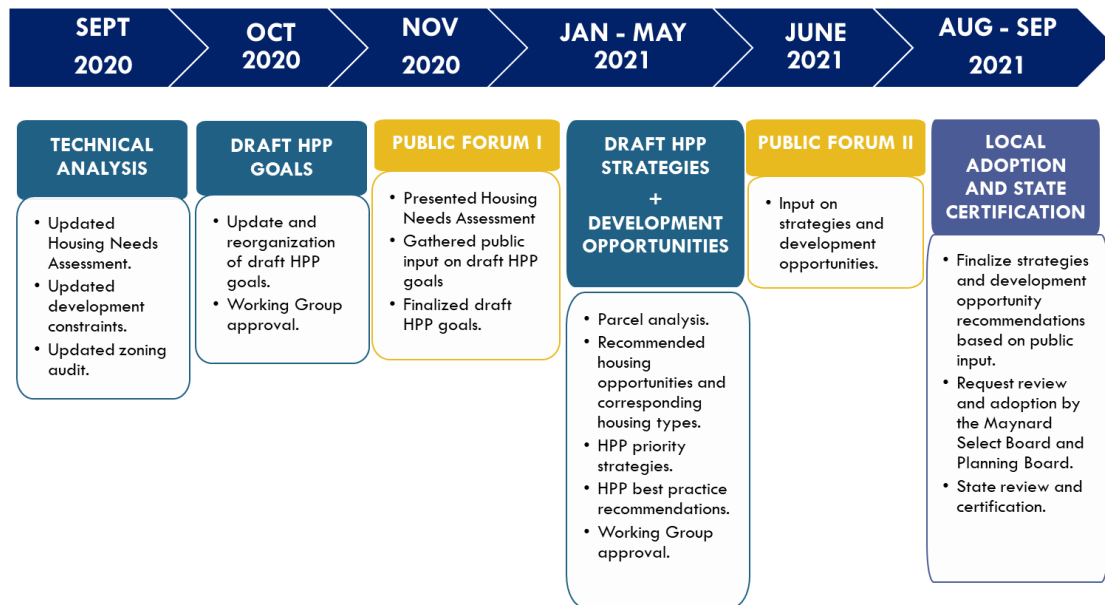 SEPT
2020
OCT
2020
NOV
2020
JAN - MAY
2021
JUNE
2021
AUG - SEP
2021
TECHNICAL
ANALYSIS
• Updated
Housing Needs
Assessment.
• Updated
development
constraints.
• Updated zoning
audit.
DRAFT HPP
GOALS
• Update and
reorganization
of draft HPP
goals.
• Working Group
approval.
PUBLIC FORUM I
• Presented Housing
Needs Assessment
• Gathered public
input on draft HPP
goals
• Finalized draft
HPP goals.
DRAFT HPP
STRATEGIES
+
DEVELOPMENT
OPPORTUNITIES
• Parcel analysis.
• Recommended
housing
opportunities and
corresponding
housing types.
• HPP priority
strategies.
• HPP best practice
recommendations.
• Working Group
approval.
PUBLIC FORUM II
• Input on
strategies and
development
opportunities.
LOCAL
ADOPTION
AND STATE
CERTIFICATION
• Finalize strategies
and development
opportunity
recommendations
based on public
input.
• Request review
and adoption by
the Maynard
Select Board and
Planning Board.
• State review and
certification.